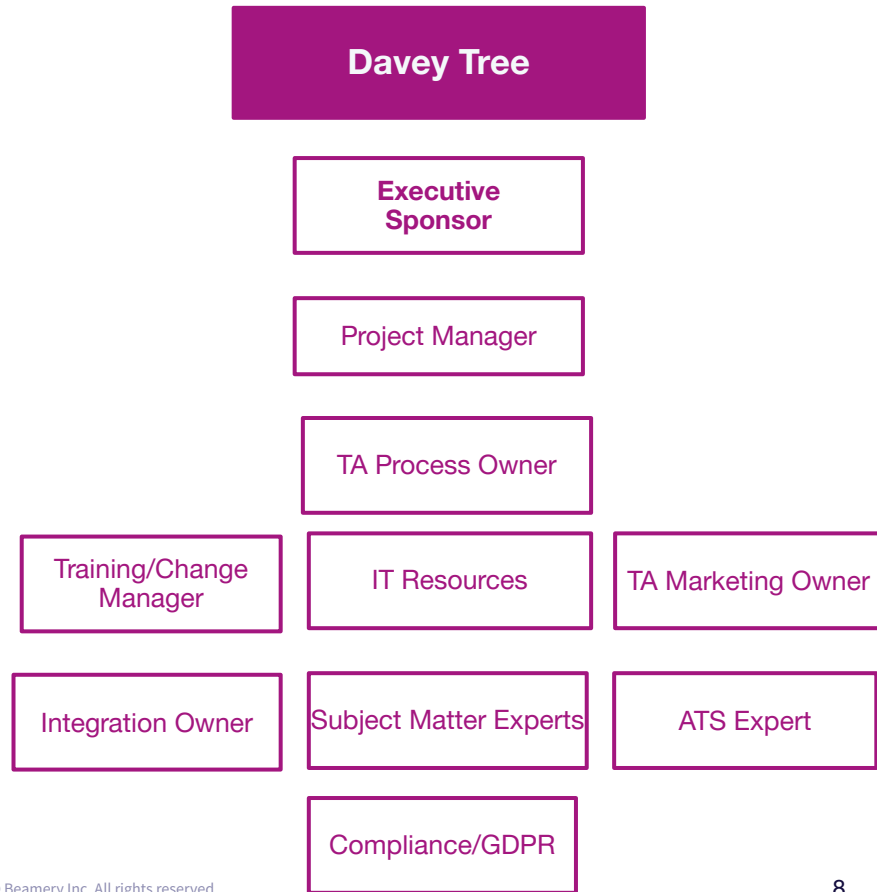 Davey Tree
Executive
Sponsor
Project Manager
TA Process Owner
Training/Change
Manager
IT Resources
TA Marketing Owner
Integration Owner
Subject Matter Experts
ATS Expert
Compliance/GDPR
Beamery Inc. All rights reserved
8